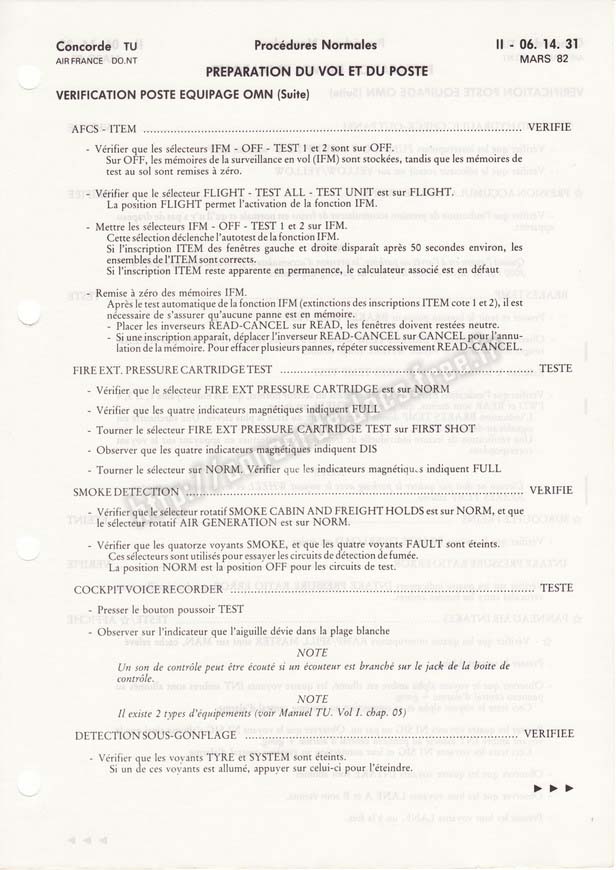 Concorde TU Procédures Normales II - 06. 14. 31
AIR FRANCE DO.NT MARS 82
PREPARATION DU VOL ET DU POSTE
VERIFICATION POSTE EQUIPAGE OMN (Suite)
AFCS - ITEM ........ VERIFIE
- Vérifier que les sélecteurs IFM - OFF - TEST 1 et 2 sont sur OFF.
Sur OFF, les mémoires de la surveillance en vol (IFM) sont stockées, tandis que les mémoires de
test au sol sont remises à zéro.
- Vérifier que le sélecteur FLIGHT - TEST ALL - TEST UNIT est sur FLIGHT.
La position FLIGHT permet l'activation de la fonction IFM.
- Mettre les sélecteurs IFM - OFF - TEST 1 et 2 sur IFM.
Cette sélection déclenche l'autotest de la fonction IFM.
Si l'inscription ITEM des fenêtres gauche et droite disparaît après 50 secondes environ, les
ensembles de l'ITEM sont corrects.
Si l'inscription ITEM reste apparente en permanence, le calculateur associé est en défaut
- Remise à zéro des mémoires IFM.
Après le test automatique de la fonction IFM (extinctions des inscriptions ITEM cote 1 et 2), il est
nécessaire de s'assurer qu'aucune panne est en mémoire.
- Placer les inverseurs READ-CANCEL sur READ, les fenêtres doivent restées neutre.
- Si une inscription apparaît, déplacer l'inverseur READ-CANCEL sur CANCEL pour l'annu-
lation de la mémoire. Pour effacer plusieurs pannes, répéter successivement READ-CANCEL.
FIRE EXT. PRESSURE CARTRIDGE TEST ........ TESTE
- Vérifier que le sélecteur FIRE EXT PRESSURE CARTRIDGE est sur NORM
- Vérifier que les quatre indicateurs magnétiques indiquent FULL
- Tourner le sélecteur FIRE EXT PRESSURE CARTRIDGE TEST sur FIRST SHOT
- Observer que les quatre indicateurs magnétiques indiquent DIS
- Tourner le sélecteur sur NORM. Vérifier que les indicateurs magnétiques indiquent FULL
SMOKE DETECTION ........ VERIFIE
- Vérifier que le sélecteur rotatif SMOKE CABIN AND FREIGHT HOLDS est sur NORM, et que
le sélecteur rotatif AIR GENERATION est sur NORM.
- Vérifier que les quatorze voyants SMOKE, et que les quatre voyants FAULT sont éteints.
Ces sélecteurs sont utilisés pour essayer les circuits de détection de fumée.
La position NORM est la position OFF pour les circuits de test.
COCKPIT VOICE RECORDER ........ TESTE
- Presser le bouton poussoir TEST
- Observer sur l'indicateur que l'aiguille dévie dans la plage blanche
NOTE
Un son de contrôle peut être écouté si un écouteur est branché sur le jack de la boite de
contrôle.
NOTE
Il existe 2 types d'équipements (voir Manuel TU. Vol I. chap. 05)
DETECTION SOUS-GONFLAGE ........ VERIFIEE
- Vérifier que les voyants TYRE et SYSTEM sont éteints.
Si un de ces voyants est allumé, appuyer sur celui-ci pour l'éteindre.